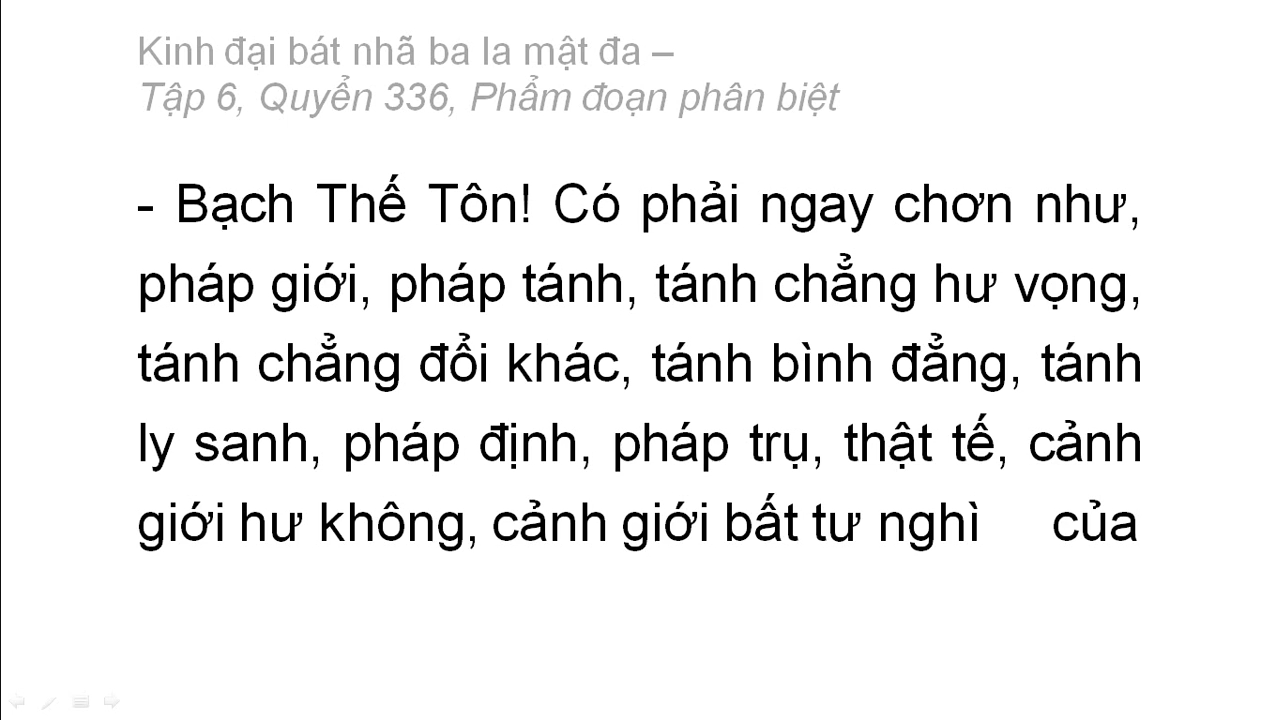 Kinh đại bát nhã ba la mật đa –
Tập 6, Quyển 336, Phẩm đoạn phân biệt
- Bạch Thế Tôn! Có phải ngay chơn như,
pháp giới, pháp tánh, tánh chẳng hư vọng,
tánh chẳng đổi khác, tánh bình đẳng, tánh
ly sanh, pháp định, pháp trụ, thật tế, cảnh
giới hư không, cảnh giới bất tư nghì của